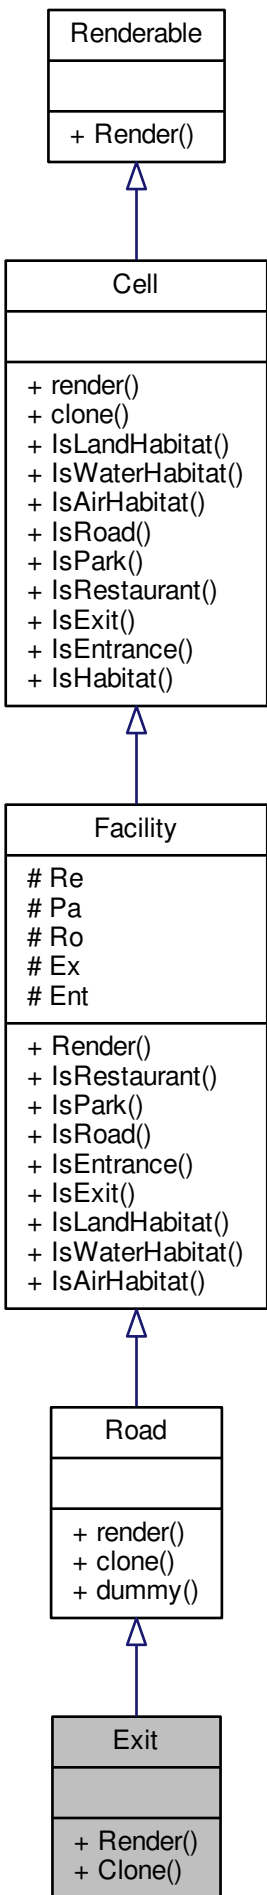 Renderable
+ Render()
Cell
+ render()
+ clone()
+ IsLandHabitat()
+ IsWaterHabitat()
+ IsAirHabitat()
+ IsRoad()
+ IsPark()
+ IsRestaurant()
+ IsExit()
+ IsEntrance()
+ IsHabitat()
Facility
# Re
# Pa
# Ro
# Ex
# Ent
+ Render()
+ IsRestaurant()
+ IsPark()
+ IsRoad()
+ IsEntrance()
+ IsExit()
+ IsLandHabitat()
+ IsWaterHabitat()
+ IsAirHabitat()
Road
+ render()
+ clone()
+ dummy()
Exit
+ Render()
+ Clone()